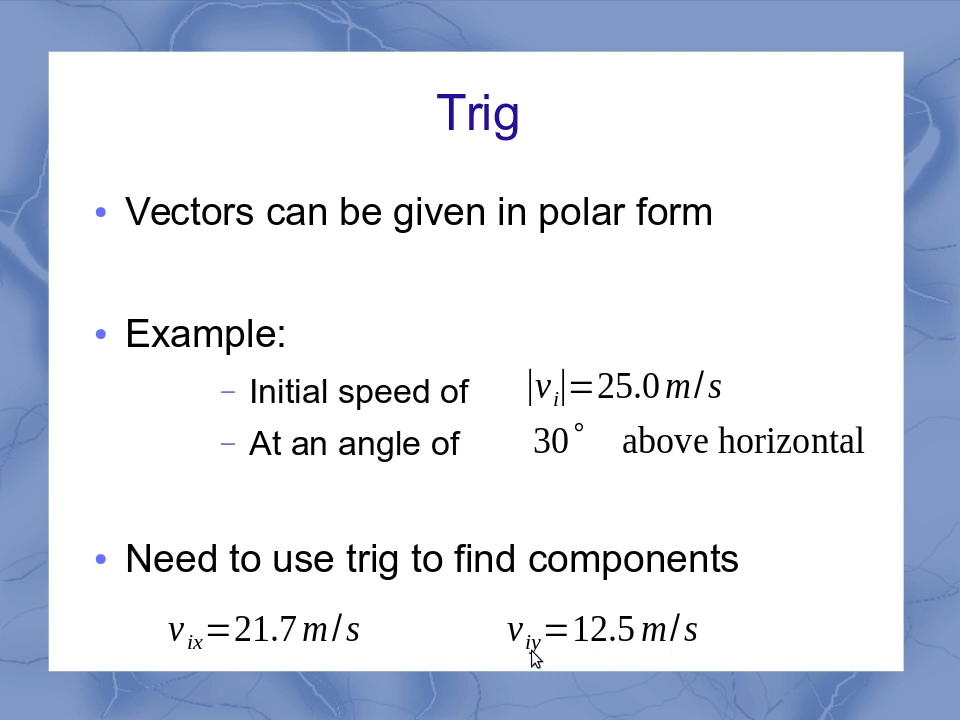 Trig
• Vectors can be given in polar form
• Example:
– Initial speed of |v_i|=25.0 m/s
– At an angle of 30° above horizontal
• Need to use trig to find components
v_ix=21.7 m/s v_iy=12.5 m/s